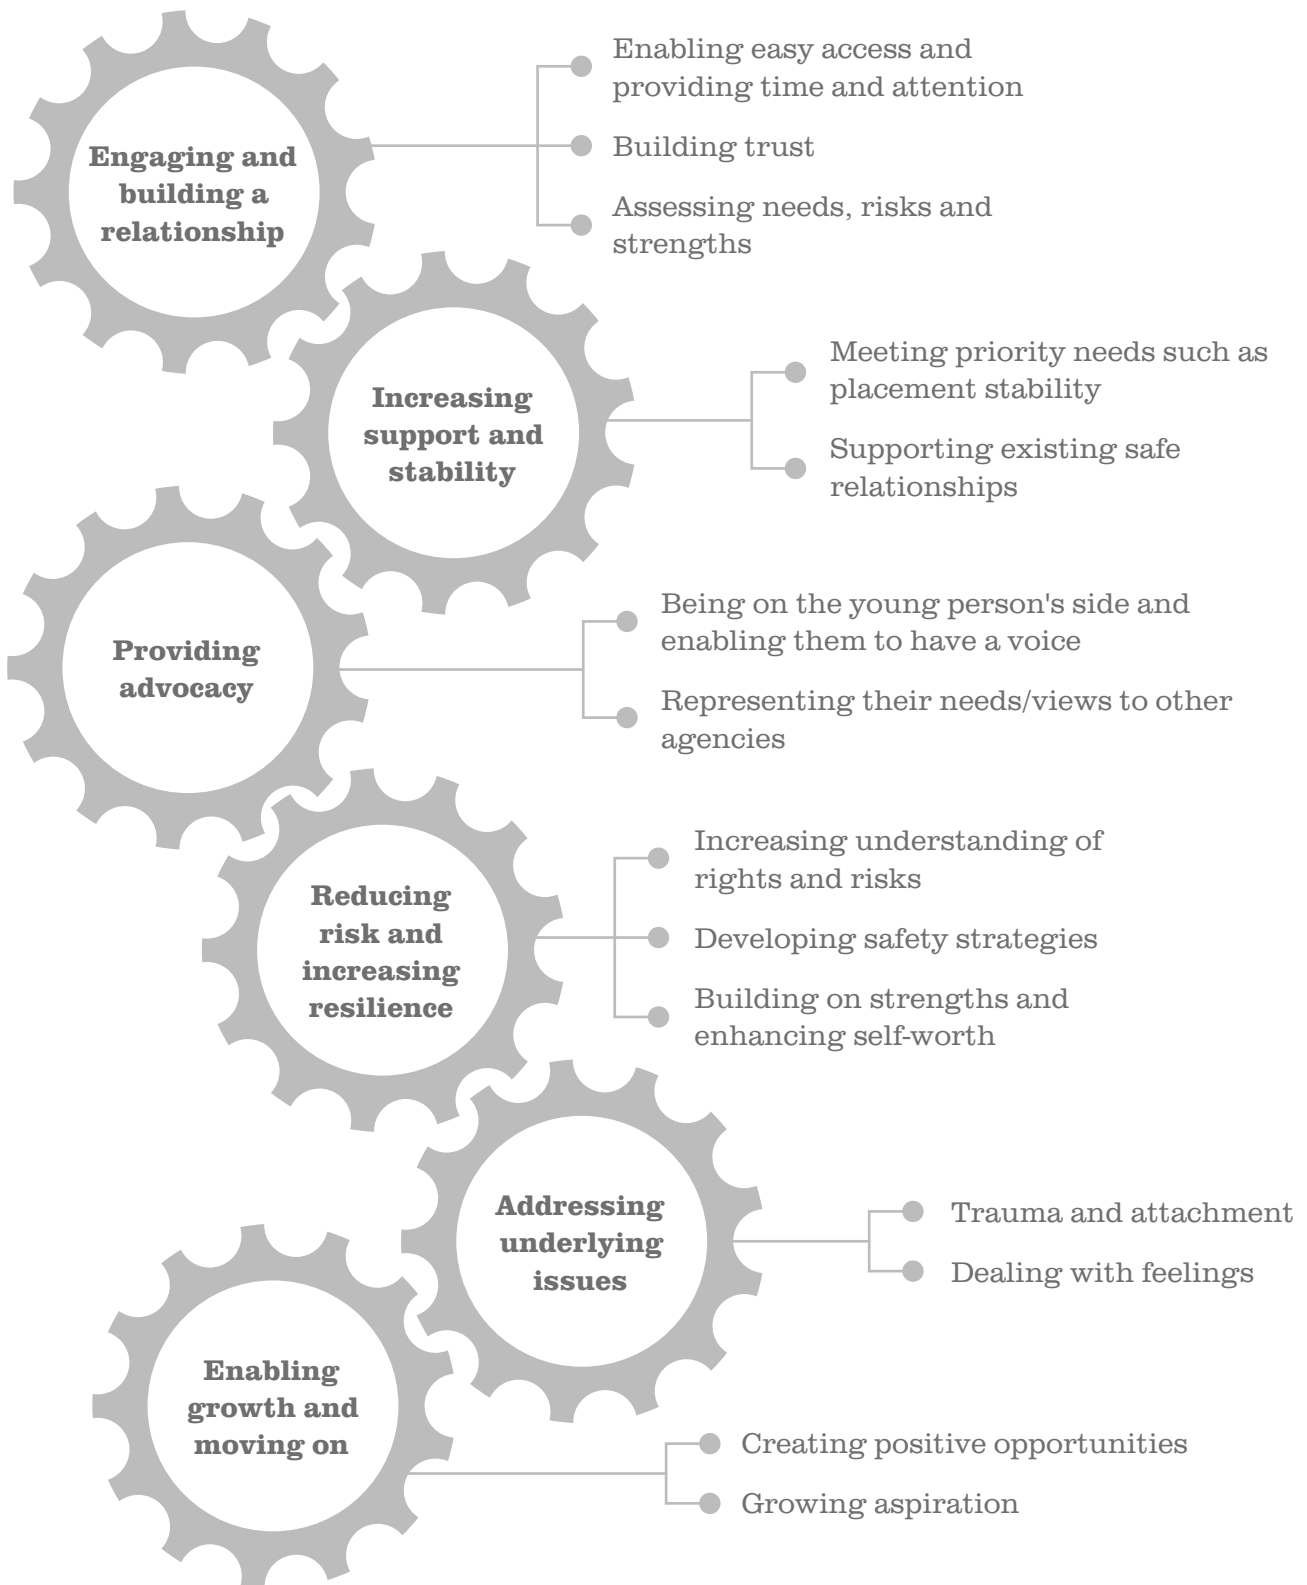 Engaging and
building a
relationship
Enabling easy access and
providing time and attention
Building trust
Assessing needs, risks and
strengths
Increasing
support and
stability
Meeting priority needs such as
placement stability
Supporting existing safe
relationships
Providing
advocacy
Being on the young person's side and
enabling them to have a voice
Representing their needs/views to other
agencies
Reducing
risk and
increasing
resilience
Increasing understanding of
rights and risks
Developing safety strategies
Building on strengths and
enhancing self-worth
Addressing
underlying
issues
Trauma and attachment
Dealing with feelings
Enabling
growth and
moving on
Creating positive opportunities
Growing aspiration